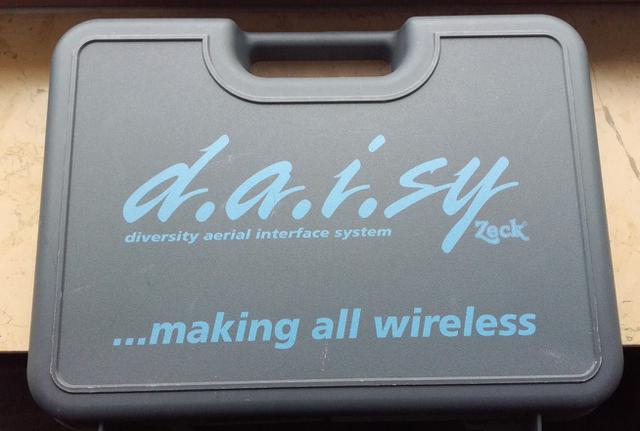 d.a.i.sy
diversity aerial interface system
Zeck
...making all wireless